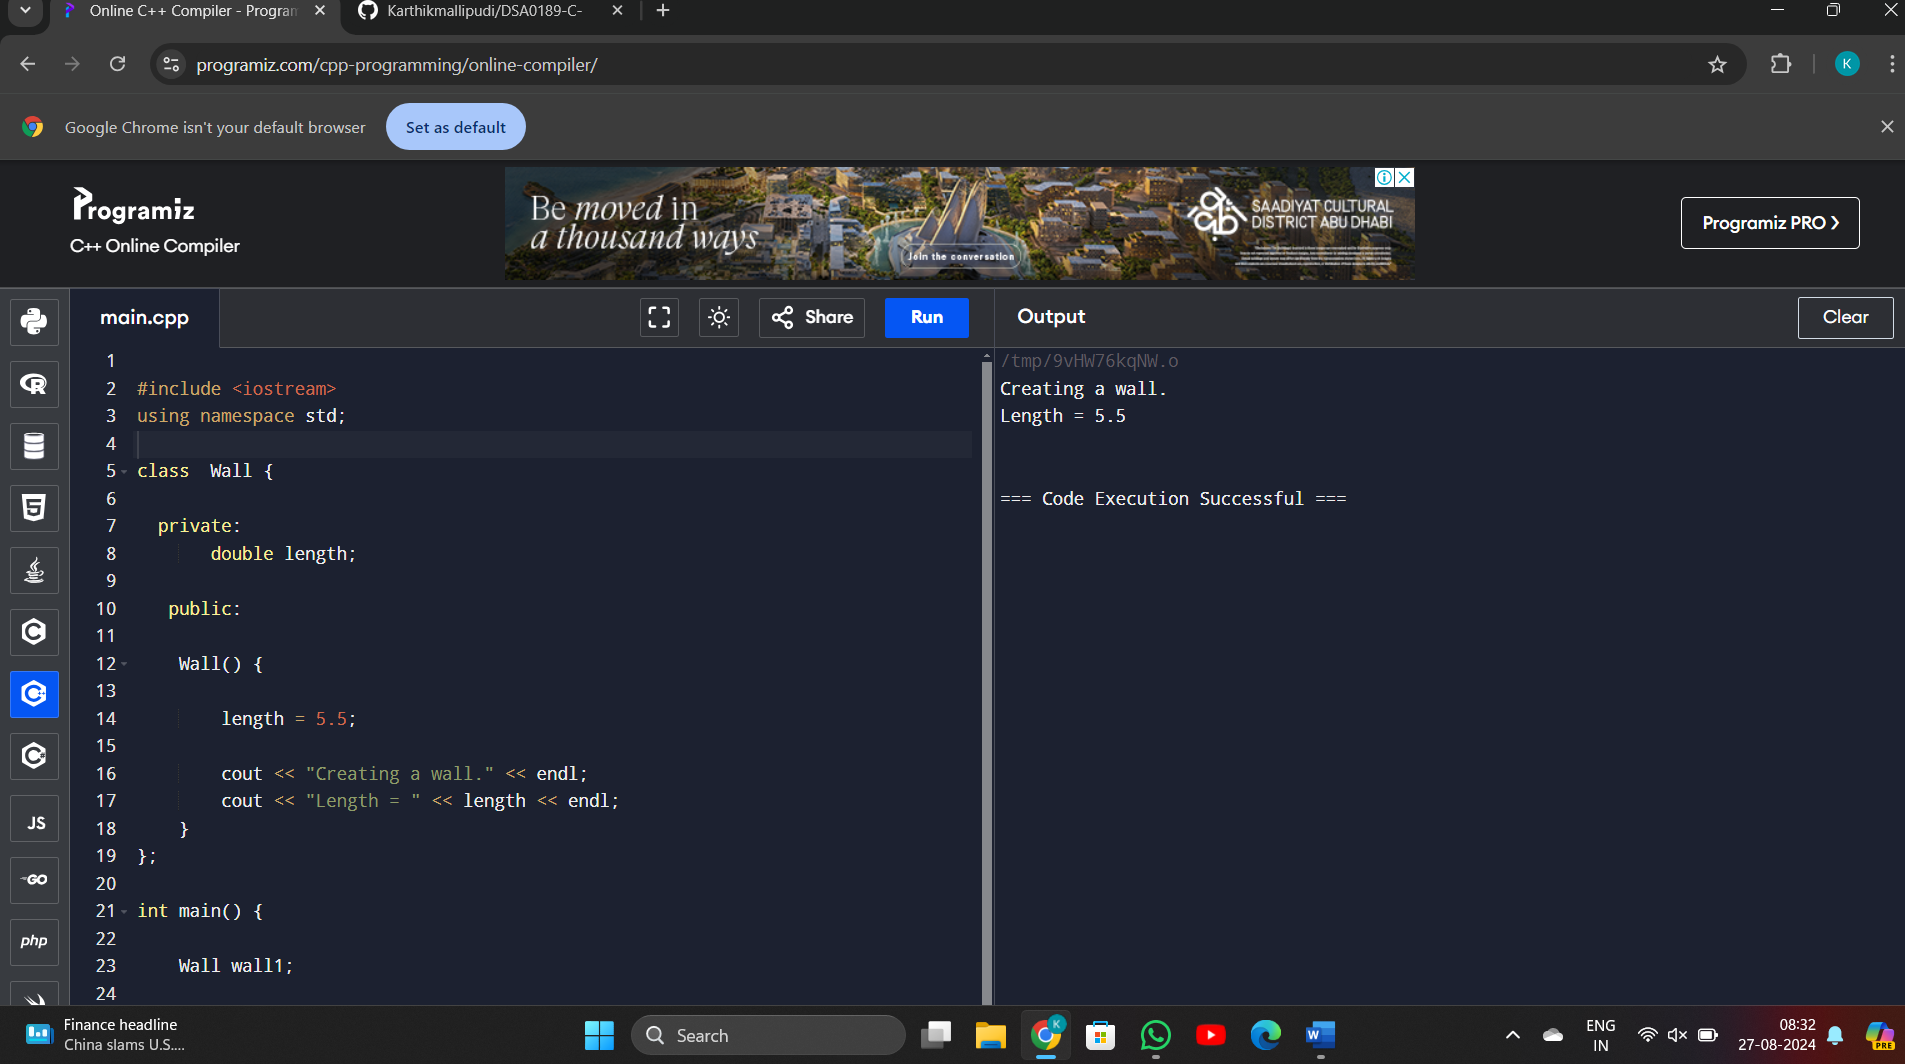 Online C++ Compiler - Program
Karthikmallipudi/DSA0189-C-
programiz.com/cpp-programming/online-compiler/
K
Google Chrome isn't your default browser
Set as default
Programiz
C++ Online Compiler
Be moved in
a thousand ways
Join the conversation
SAADIYAT CULTURAL
DISTRICT ABU DHABI
Programiz PRO
main.cpp
Share
Run
Output
Clear
1
2 #include <iostream>
3 using namespace std;
4
5 class  Wall {
6
7   private:
8        double length;
9
10    public:
11
12     Wall() {
13
14         length = 5.5;
15
16         cout << "Creating a wall." << endl;
17         cout << "Length = " << length << endl;
18     }
19 };
20
21 int main() {
22
23     Wall wall1;
24
/tmp/9vHW76kqNW.o
Creating a wall.
Length = 5.5
=== Code Execution Successful ===
R
5
C
C++
C
JS
GO
php
Finance headline
China slams U.S....
Search
K
W
ENG
IN
08:32
27-08-2024
PRE